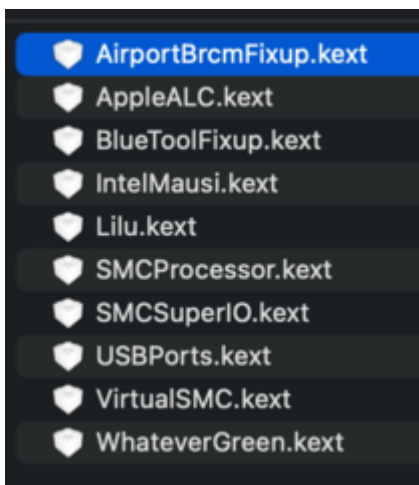 AirportBrcmFixup.kext
AppleALC.kext
BlueToolFixup.kext
IntelMausi.kext
Lilu.kext
SMCProcessor.kext
SMCSuperIO.kext
USBPorts.kext
VirtualSMC.kext
WhateverGreen.kext